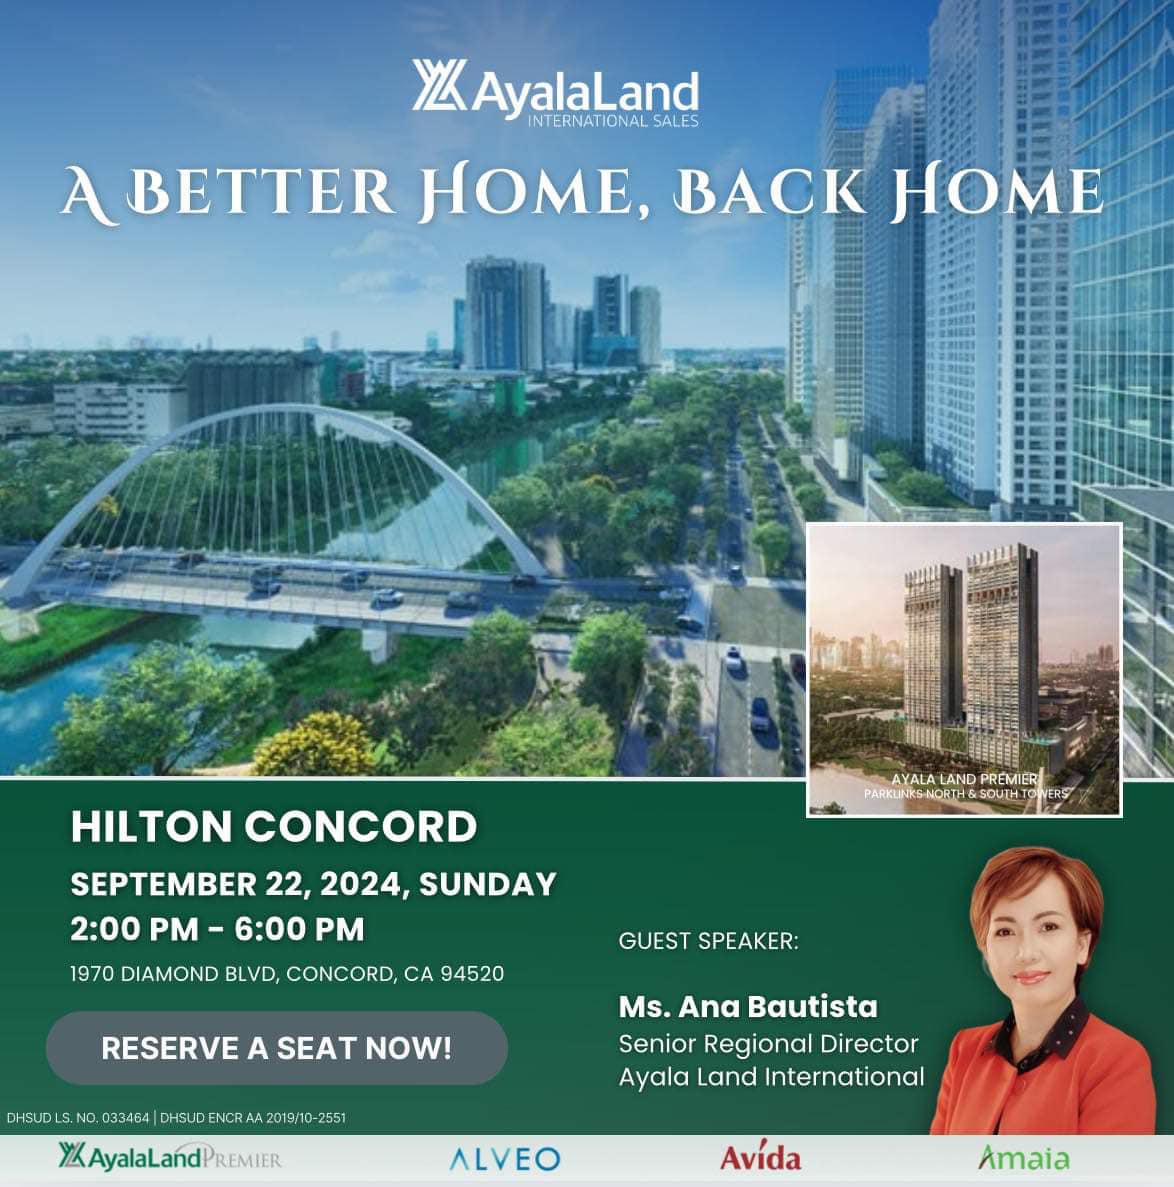 AyalaLand
INTERNATIONAL SALES
A BETTER HOME, BACK HOME
AYALA LAND PREMIER
PARKLINKS NORTH & SOUTH TOWERS
HILTON CONCORD
SEPTEMBER 22, 2024, SUNDAY
2:00 PM - 6:00 PM
1970 DIAMOND BLVD, CONCORD, CA 94520
RESERVE A SEAT NOW!
GUEST SPEAKER:
Ms. Ana Bautista
Senior Regional Director
Ayala Land International
DHSUD LS. NO. 033464 | DHSUD ENCR AA 2019/10-2551
AyalaLand PREMIER
ALVEO
Avida
Amaia